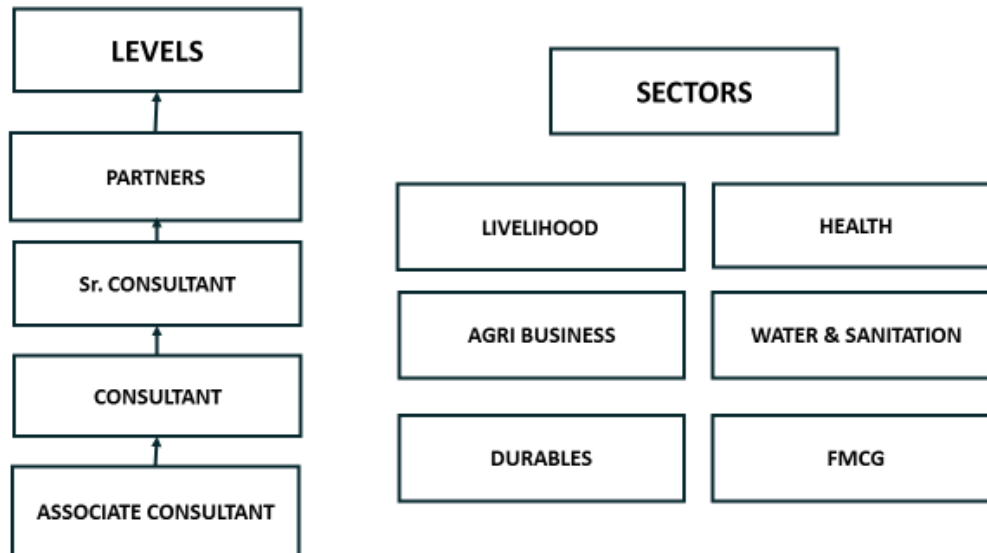 LEVELS
PARTNERS
Sr. CONSULTANT
CONSULTANT
ASSOCIATE CONSULTANT
SECTORS
LIVELIHOOD
HEALTH
AGRI BUSINESS
WATER & SANITATION
DURABLES
FMCG